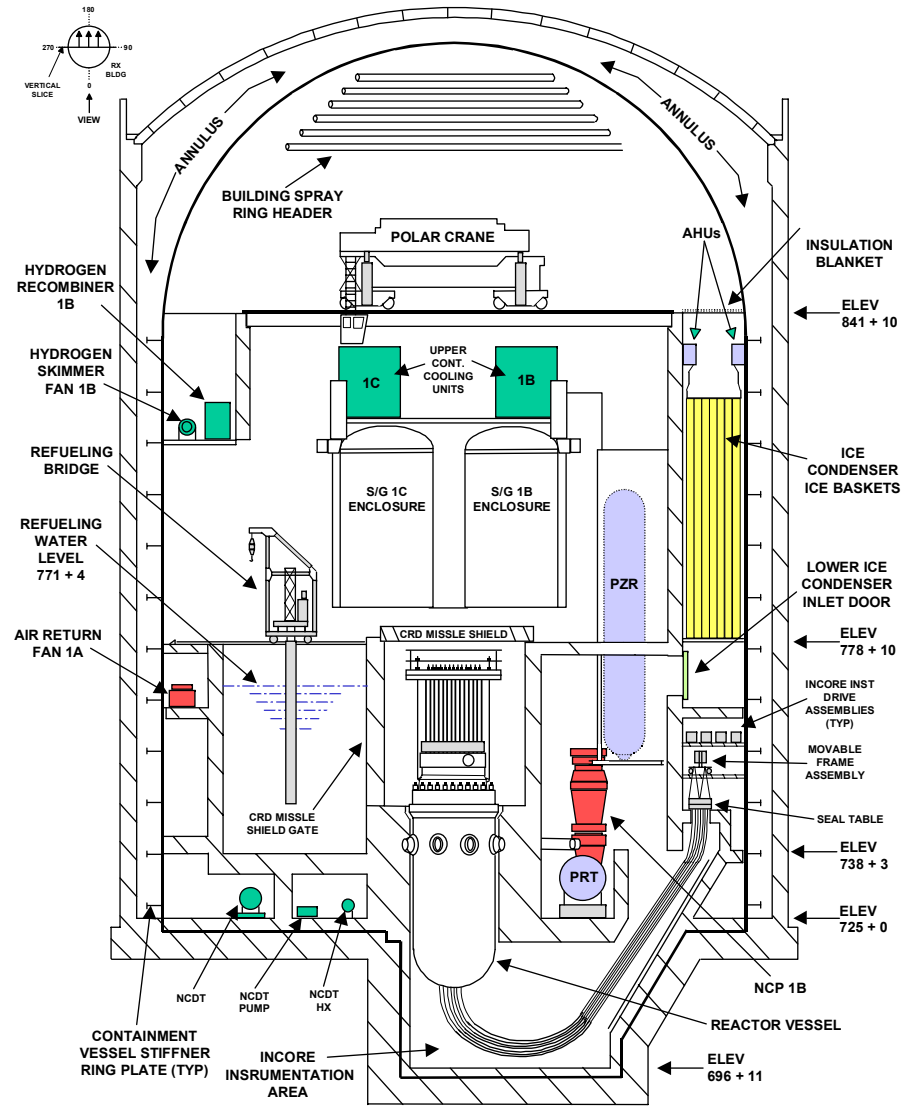 180
270
90
RX
BLDG
VERTICAL
SLICE
0
VIEW
ANNULUS
ANNULUS
BUILDING SPRAY
RING HEADER
POLAR CRANE
AHUs
INSULATION
BLANKET
HYDROGEN
RECOMBINER
1B
ELEV
841 + 10
HYDROGEN
SKIMMER
FAN 1B
1C
UPPER
CONT.
COOLING
UNITS
1B
REFUELING
BRIDGE
ICE
CONDENSER
ICE BASKETS
S/G 1C
ENCLOSURE
S/G 1B
ENCLOSURE
REFUELING
WATER
LEVEL
771 + 4
PZR
LOWER ICE
CONDENSER
INLET DOOR
AIR RETURN
FAN 1A
CRD MISSLE SHIELD
ELEV
778 + 10
INCORE INST
DRIVE
ASSEMBLIES
(TYP)
MOVABLE
FRAME
ASSEMBLY
CRD MISSLE
SHIELD GATE
SEAL TABLE
ELEV
738 + 3
PRT
ELEV
725 + 0
NCDT
NCDT
PUMP
NCDT
HX
NCP 1B
REACTOR VESSEL
CONTAINMENT
VESSEL STIFFNER
RING PLATE (TYP)
INCORE
INSRUMENTATION
AREA
ELEV
696 + 11